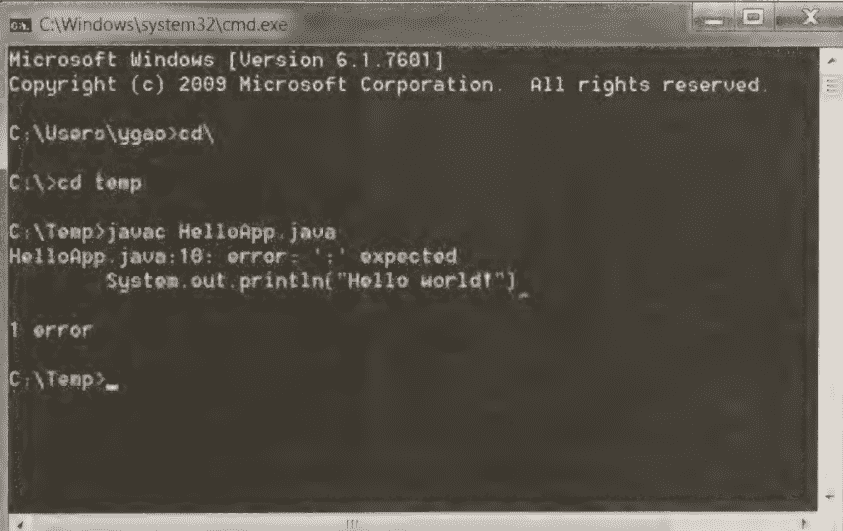 C:\Windows\system32\cmd.exe
Microsoft Windows [Version 6.1.7601]
Copyright (c) 2009 Microsoft Corporation. All rights reserved.
C:\Users\ygao>cd\
C:\>cd temp
C:\Temp>javac HelloApp.java
HelloApp.java:10: error: ';' expected
System.out.println("Hello world!")
^
1 error
C:\Temp>_